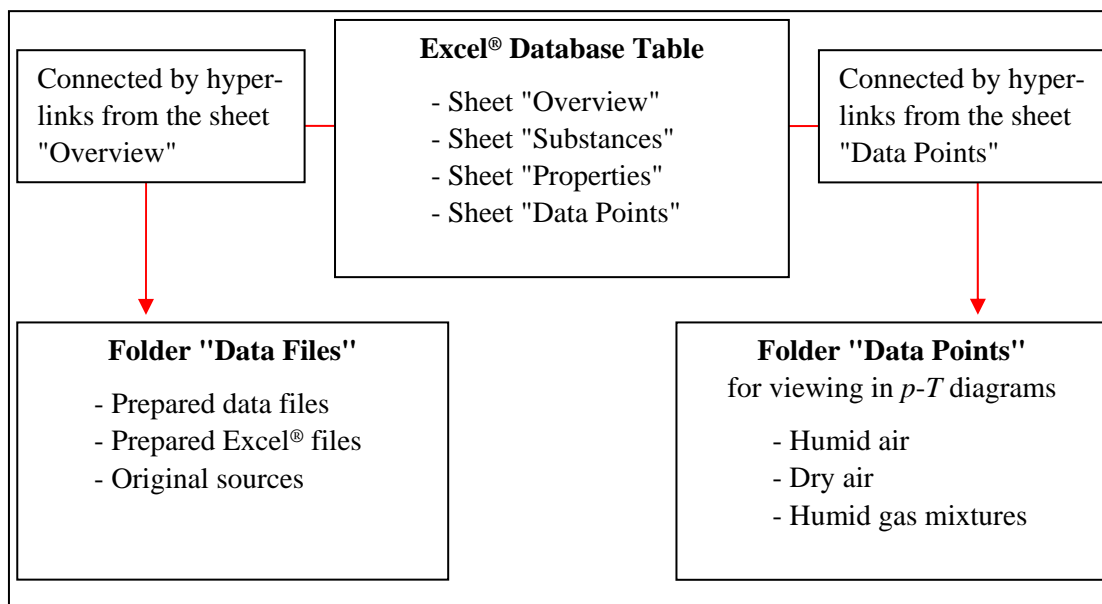 Excel® Database Table
- Sheet "Overview"
- Sheet "Substances"
- Sheet "Properties"
- Sheet "Data Points"
Connected by hyper-
links from the sheet
"Overview"
Connected by hyper-
links from the sheet
"Data Points"
Folder "Data Files"
- Prepared data files
- Prepared Excel® files
- Original sources
Folder "Data Points"
for viewing in p-T diagrams
- Humid air
- Dry air
- Humid gas mixtures